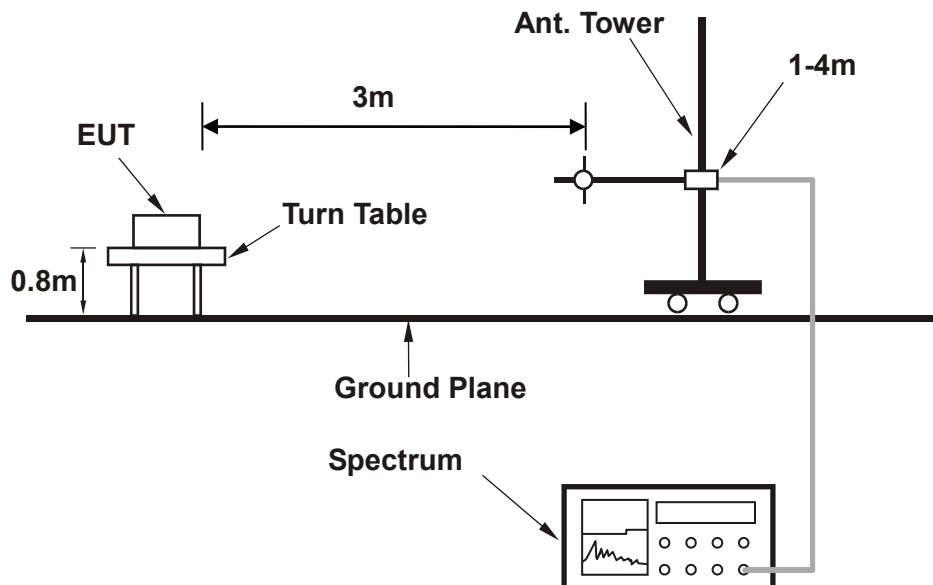 Ant. Tower
1-4m
3m
EUT
Turn Table
0.8m
Ground Plane
Spectrum